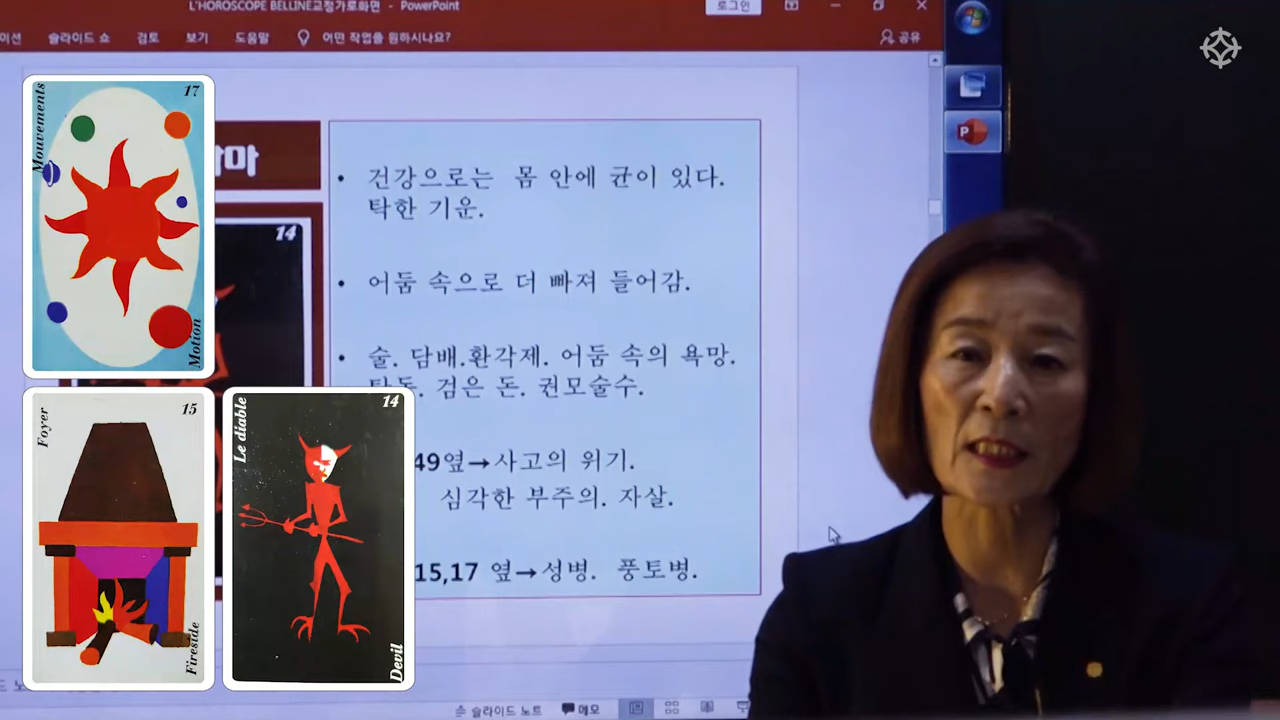 L'HOROSCOPE BELLINE교정가로화면 - PowerPoint
로그인
슬라이드 쇼 검토 보기 도움말 어떤 작업을 원하시나요?
공유
Mouvements
17
Motion
마
14
• 건강으로는 몸 안에 균이 있다.
탁한 기운.
• 어둠 속으로 더 빠져 들어감.
• 술. 담배.환각제. 어둠 속의 욕망.
검은 돈. 권모술수.
49옆→사고의 위기.
심각한 부주의. 자살.
15,17 옆→성병. 풍토병.
Foyer
15
Fireside
Le diable
14
Devil
슬라이드 노트 메모